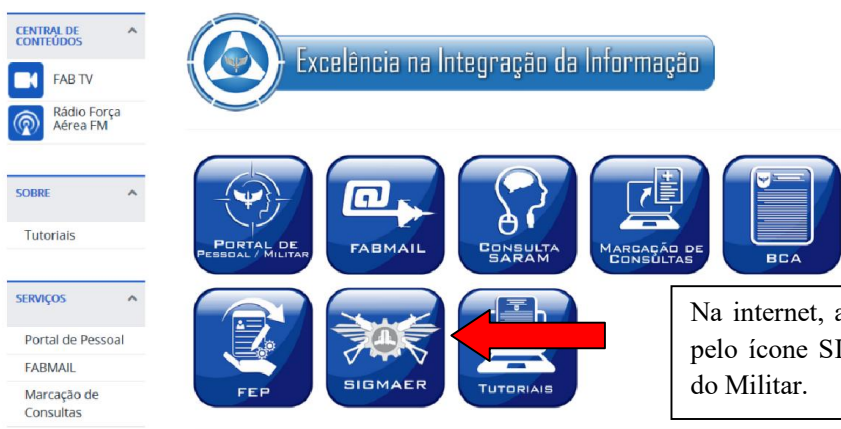 CENTRAL DE
CONTEÚDOS
FAB TV
Rádio Força
Aérea FM
SOBRE
Tutoriais
SERVIÇOS
Portal de Pessoal
FABMAIL
Marcação de
Consultas
Excelência na Integração da Informação
PORTAL DE
PESSOAL / MILITAR
FABMAIL
CONSULTA
SARAM
MARCAÇÃO DE
CONSULTAS
BCA
FEP
SIGMAER
TUTORIAIS
Na internet, a
pelo ícone SI
do Militar.